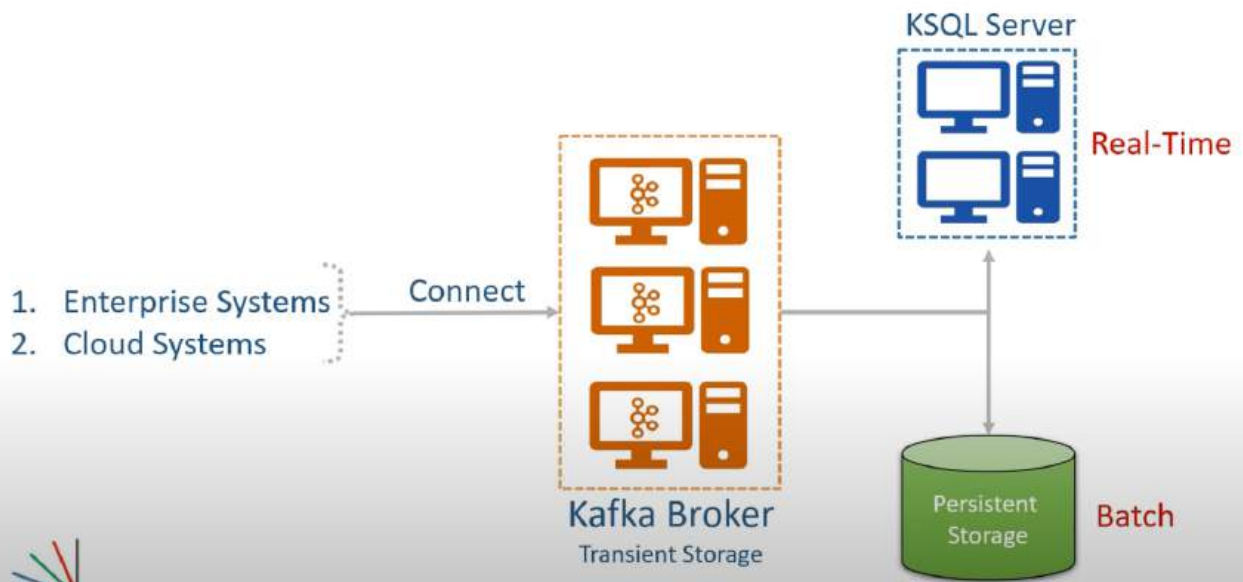 KSQL Server
Real-Time
1. Enterprise Systems
2. Cloud Systems
Connect
Kafka Broker
Transient Storage
Persistent
Storage
Batch